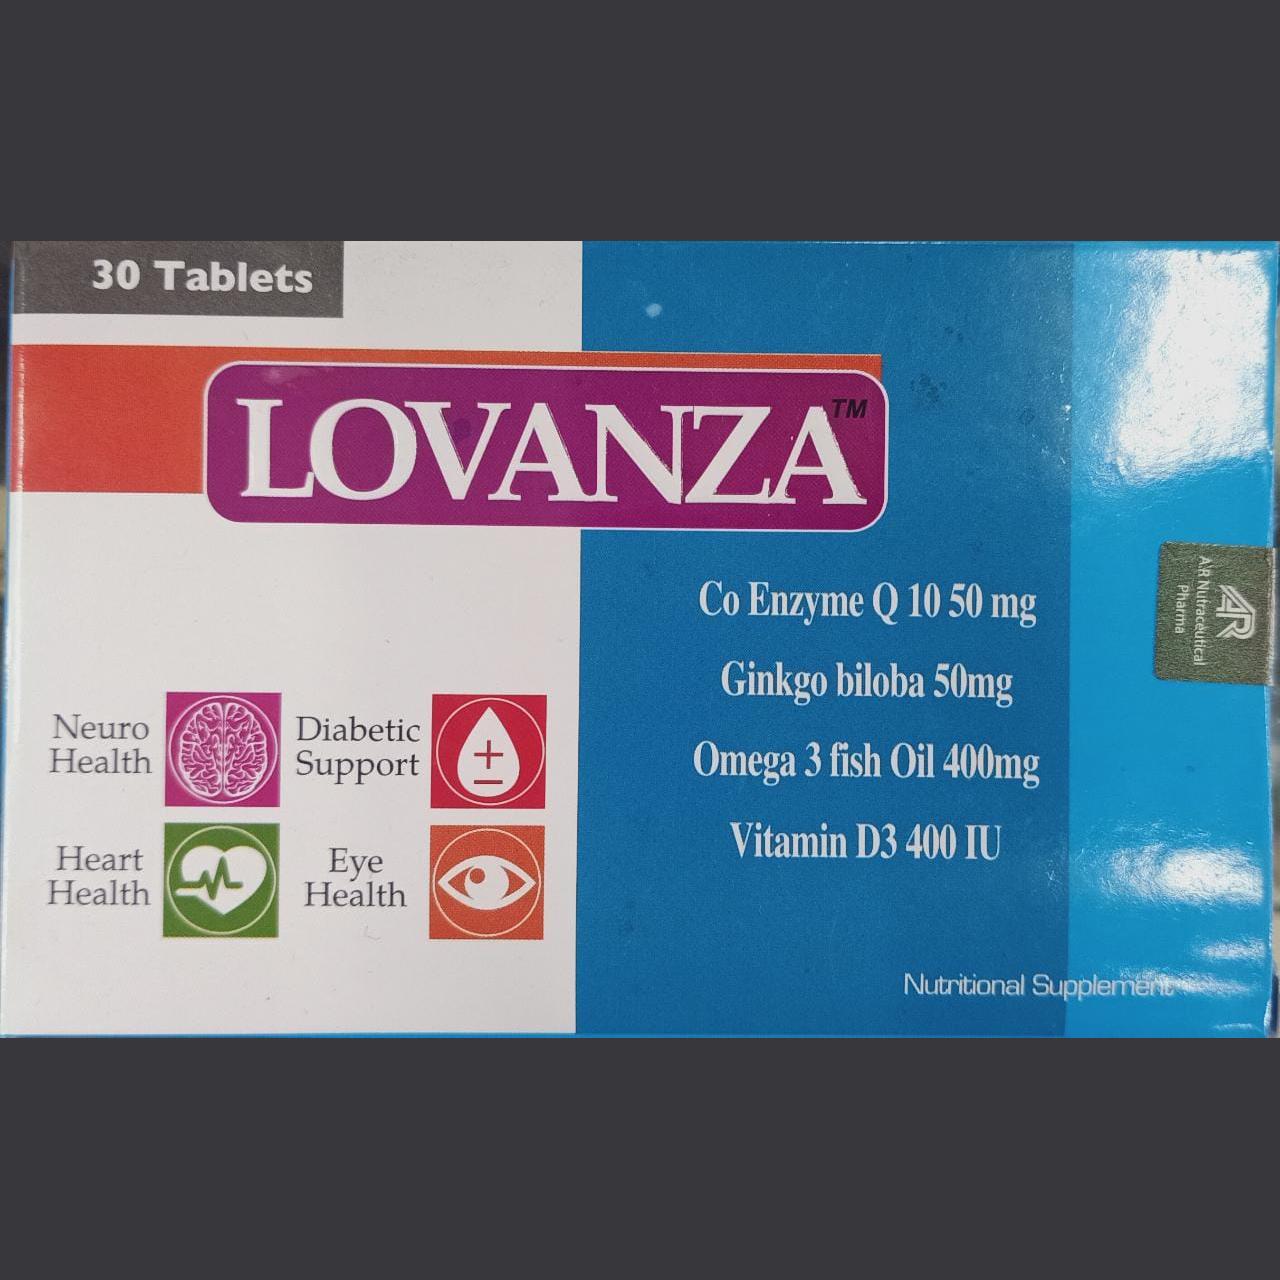 30 Tablets
LOVANZA™
Co Enzyme Q 10 50 mg
Ginkgo biloba 50mg
Omega 3 fish Oil 400mg
Vitamin D3 400 IU
Neuro
Health
Diabetic
Support
Heart
Health
Eye
Health
Nutritional Supplement
AR
AR Nutraceutical
Pharma